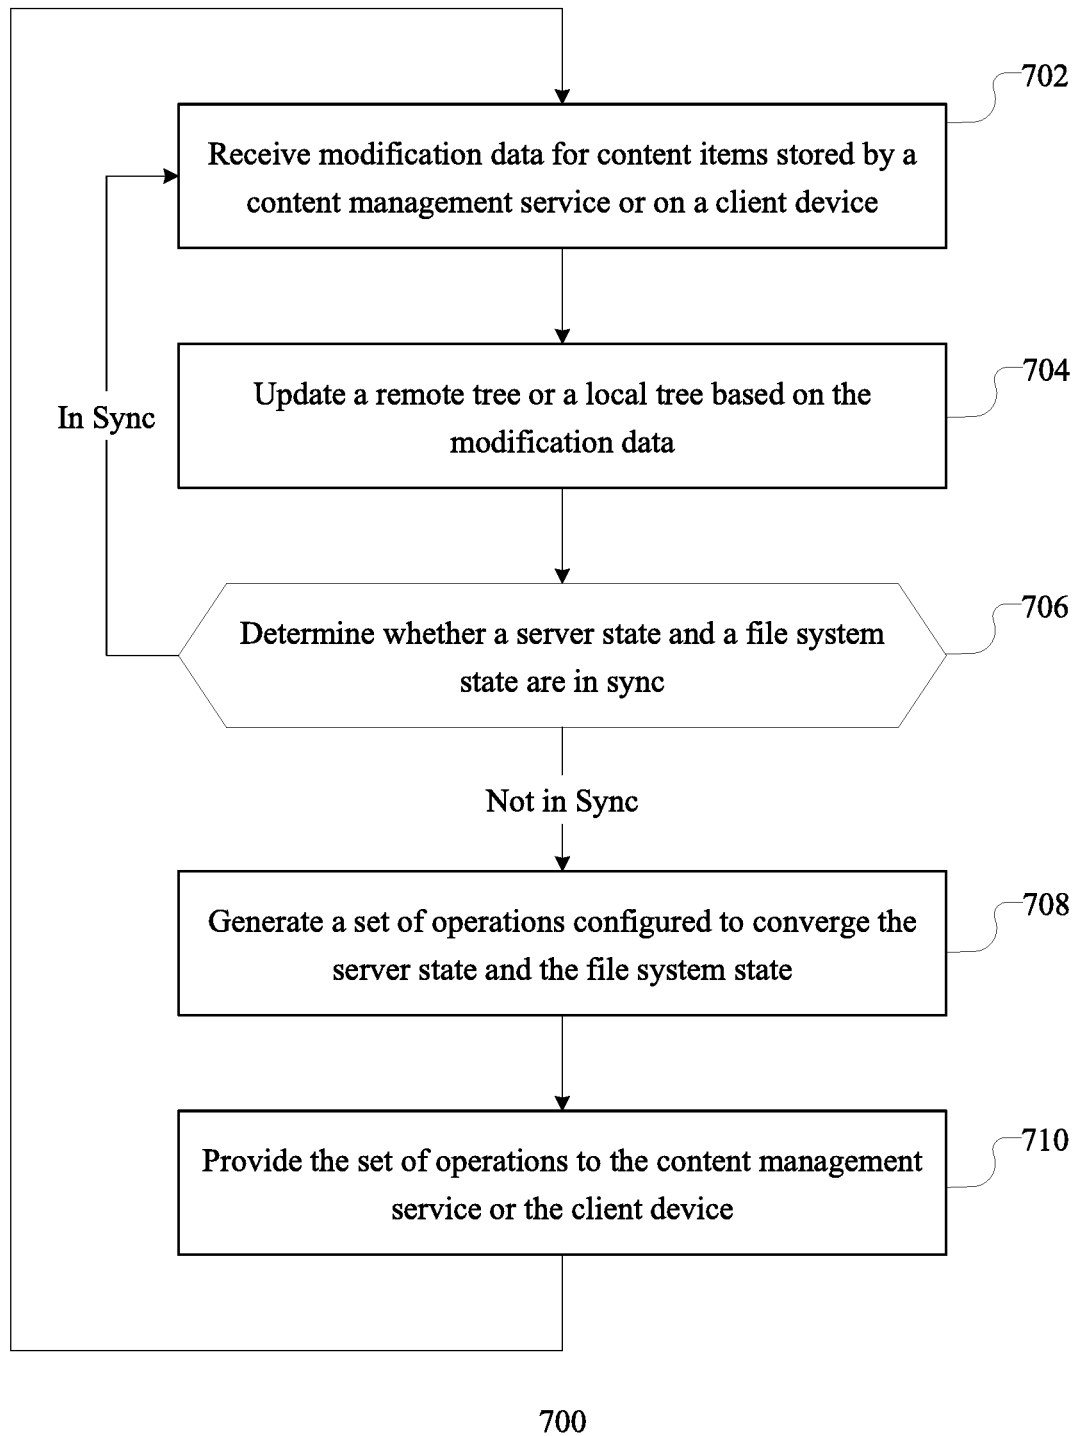 702
Receive modification data for content items stored by a
content management service or on a client device
704
Update a remote tree or a local tree based on the
modification data
In Sync
706
Determine whether a server state and a file system
state are in sync
Not in Sync
708
Generate a set of operations configured to converge the
server state and the file system state
710
Provide the set of operations to the content management
service or the client device
700